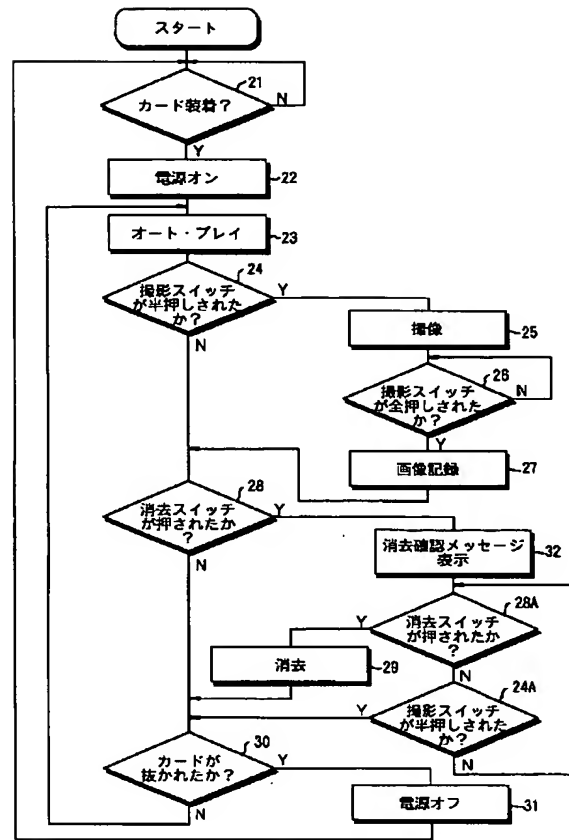 スタート
カード装着?
21
N
Y
電源オン
22
オート・プレイ
23
撮影スイッチ
が半押しされた
か?
24
Y
N
撮像
25
撮影スイッチ
が全押しされた
か?
26
N
Y
画像記録
27
消去スイッチ
が押されたか
?
28
Y
N
消去確認メッセージ
表示
32
消去スイッチ
が押されたか
?
28A
Y
N
消去
29
撮影スイッチ
が半押しされた
か?
24A
Y
N
カードが
抜かれたか?
30
Y
N
電源オフ
31